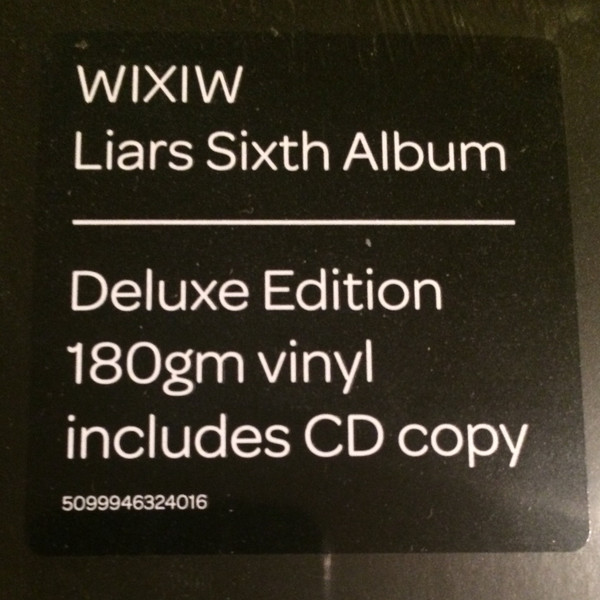 WIXIW
Liars Sixth Album
Deluxe Edition
180gm vinyl
includes CD copy
5099946324016